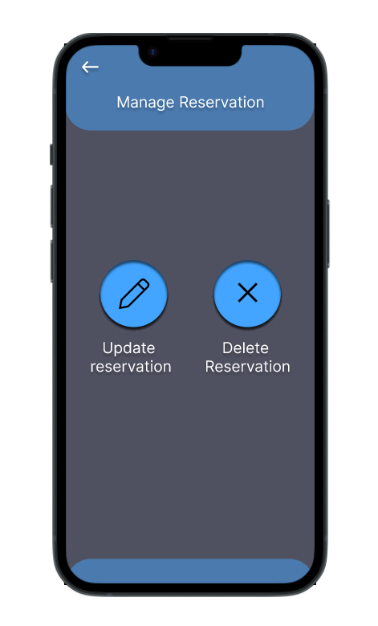 Manage Reservation
Update
reservation
Delete
Reservation